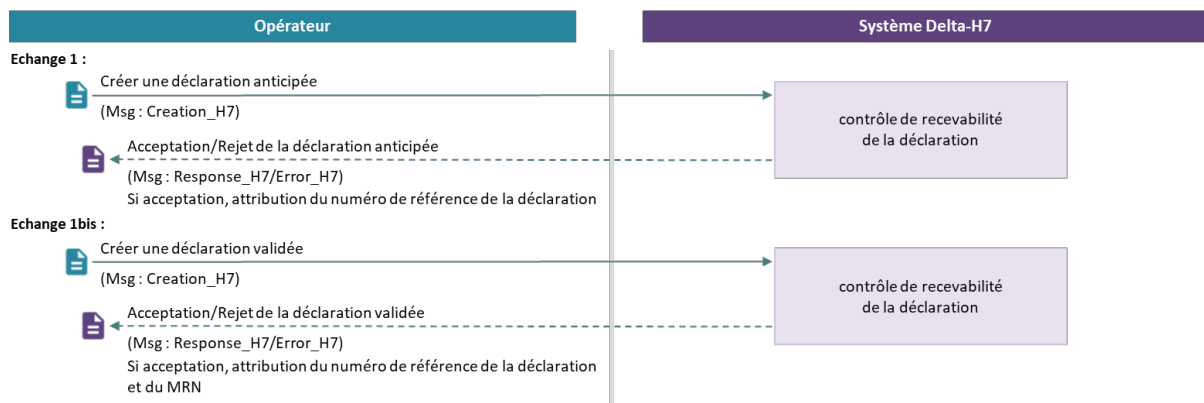 Opérateur
Système Delta-H7
Echange 1 :
Créer une déclaration anticipée
(Msg : Creation_H7)
contrôle de recevabilité
de la déclaration
Acceptation/Rejet de la déclaration anticipée
(Msg : Response_H7/Error_H7)
Si acceptation, attribution du numéro de référence de la déclaration
Echange 1bis :
Créer une déclaration validée
(Msg : Creation_H7)
contrôle de recevabilité
de la déclaration
Acceptation/Rejet de la déclaration validée
(Msg : Response_H7/Error_H7)
Si acceptation, attribution du numéro de référence de la déclaration
et du MRN